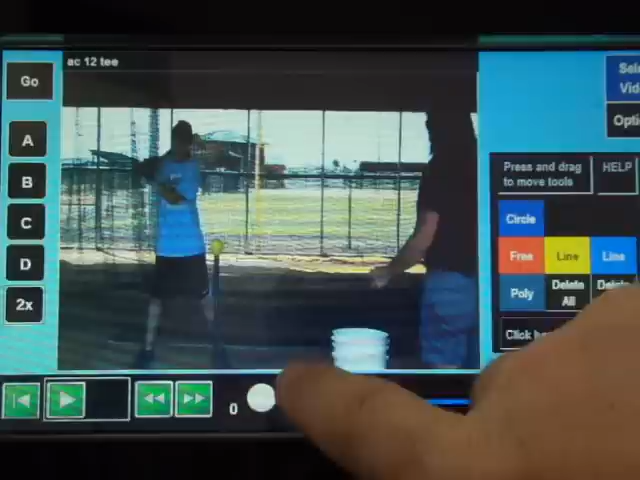 ac 12 tee
Go
A
B
C
D
2x
Press and drag
to move tools
HELP
Circle
Free
Line
Line
Poly
Delete
All
Click
0